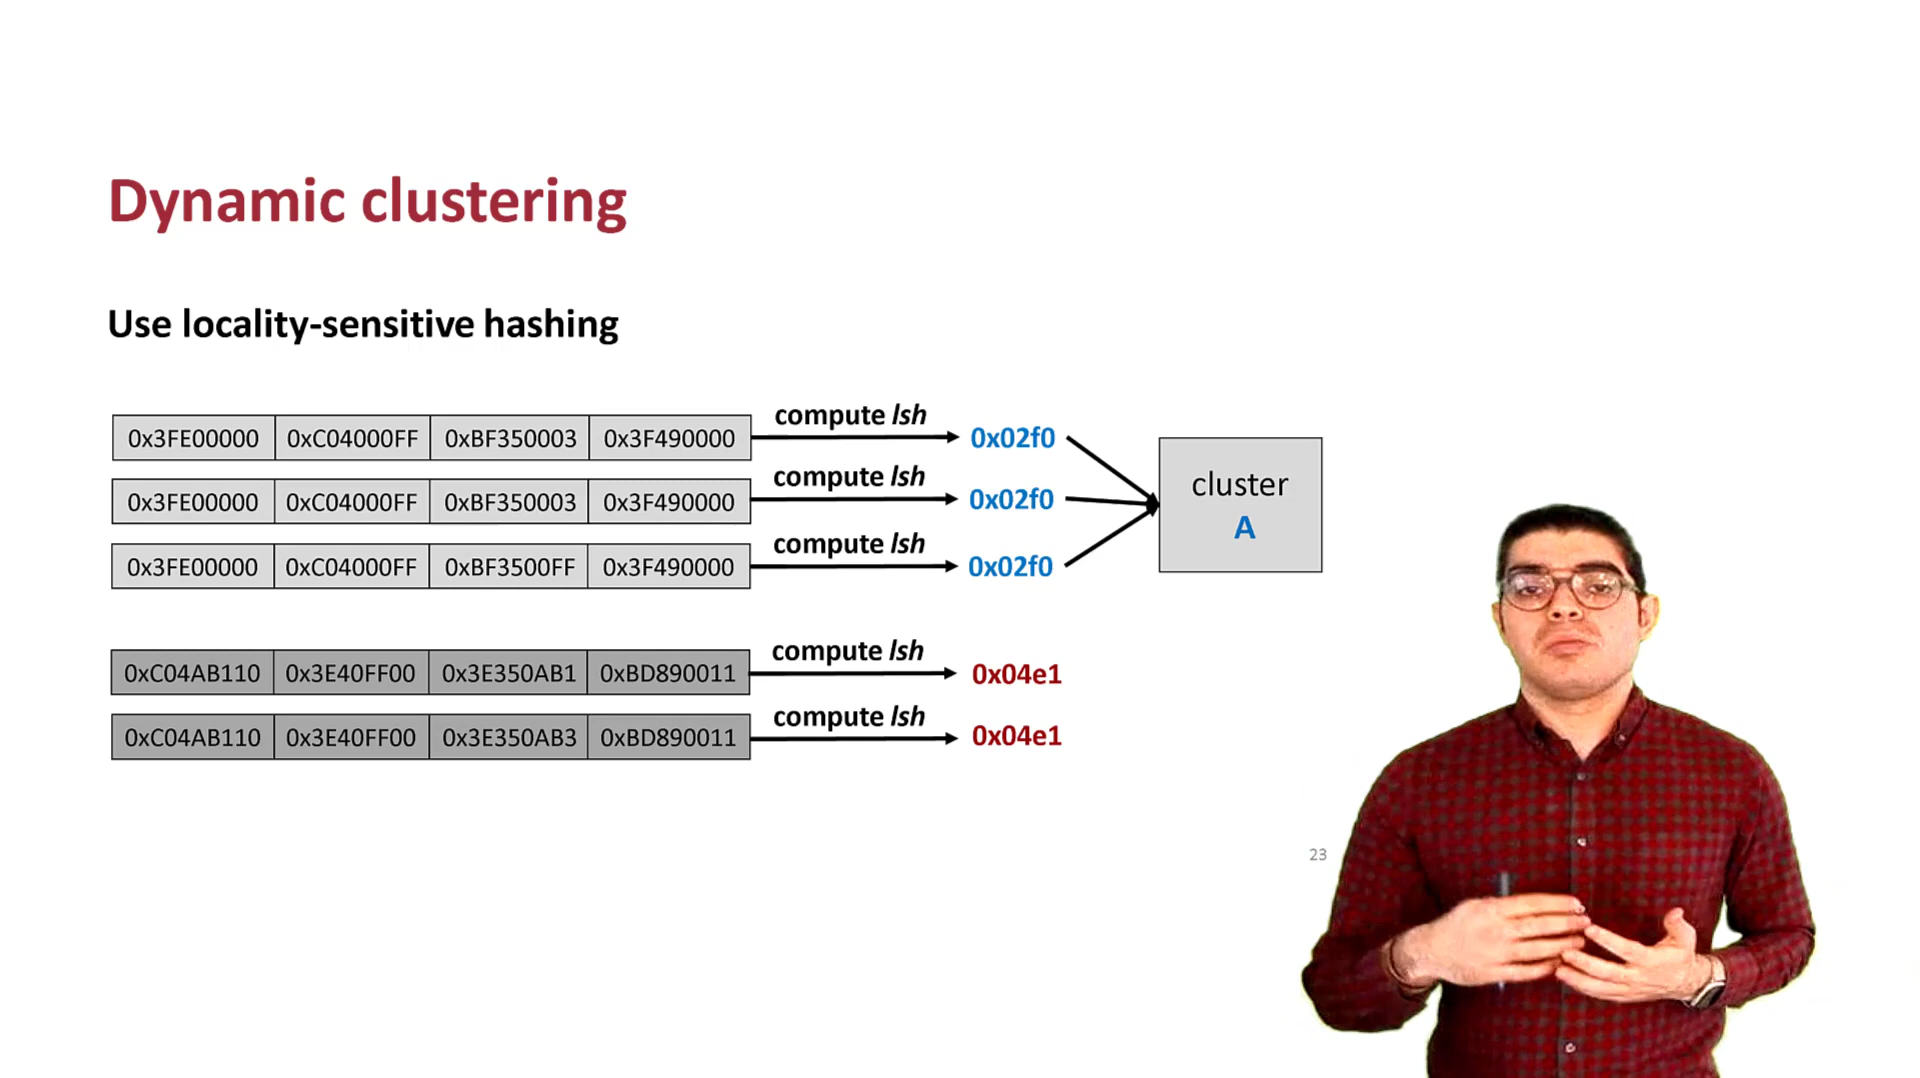 Dynamic clustering
Use locality-sensitive hashing
0x3FE00000 0xC04000FF 0xBF350003 0x3F490000 compute lsh 0x02f0
0x3FE00000 0xC04000FF 0xBF350003 0x3F490000 compute lsh 0x02f0
0x3FE00000 0xC04000FF 0xBF3500FF 0x3F490000 compute lsh 0x02f0
cluster
A
0xC04AB110 0x3E40FF00 0x3E350AB1 0xBD890011 compute lsh 0x04e1
0xC04AB110 0x3E40FF00 0x3E350AB3 0xBD890011 compute lsh 0x04e1
23